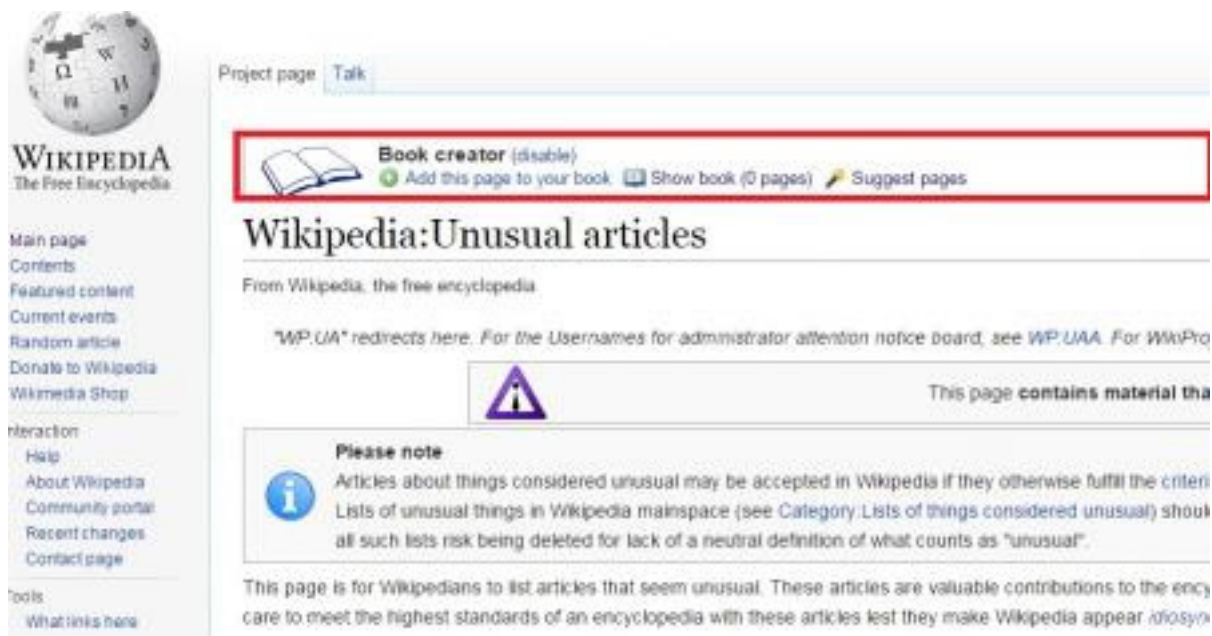 WIKIPEDIA
The Free Encyclopedia
Main page
Contents
Featured content
Current events
Random article
Donate to Wikipedia
Wikimedia Shop
nteraction
Help
About Wikipedia
Community portal
Recent changes
Contact page
Tools
What links here
Project page Talk
Book creator (disable)
Add this page to your book Show book (0 pages) Suggest pages
Wikipedia:Unusual articles
From Wikipedia, the free encyclopedia
"WP:UA" redirects here. For the Usernames for administrator attention notice board, see WP:UAA. For WikiPro
This page contains material tha
Please note
Articles about things considered unusual may be accepted in Wikipedia if they otherwise fulfill the criteri
Lists of unusual things in Wikipedia mainspace (see Category:Lists of things considered unusual) shoul
all such lists risk being deleted for lack of a neutral definition of what counts as "unusual".
This page is for Wikipedians to list articles that seem unusual. These articles are valuable contributions to the ency
care to meet the highest standards of an encyclopedia with these articles lest they make Wikipedia appear idiosyn